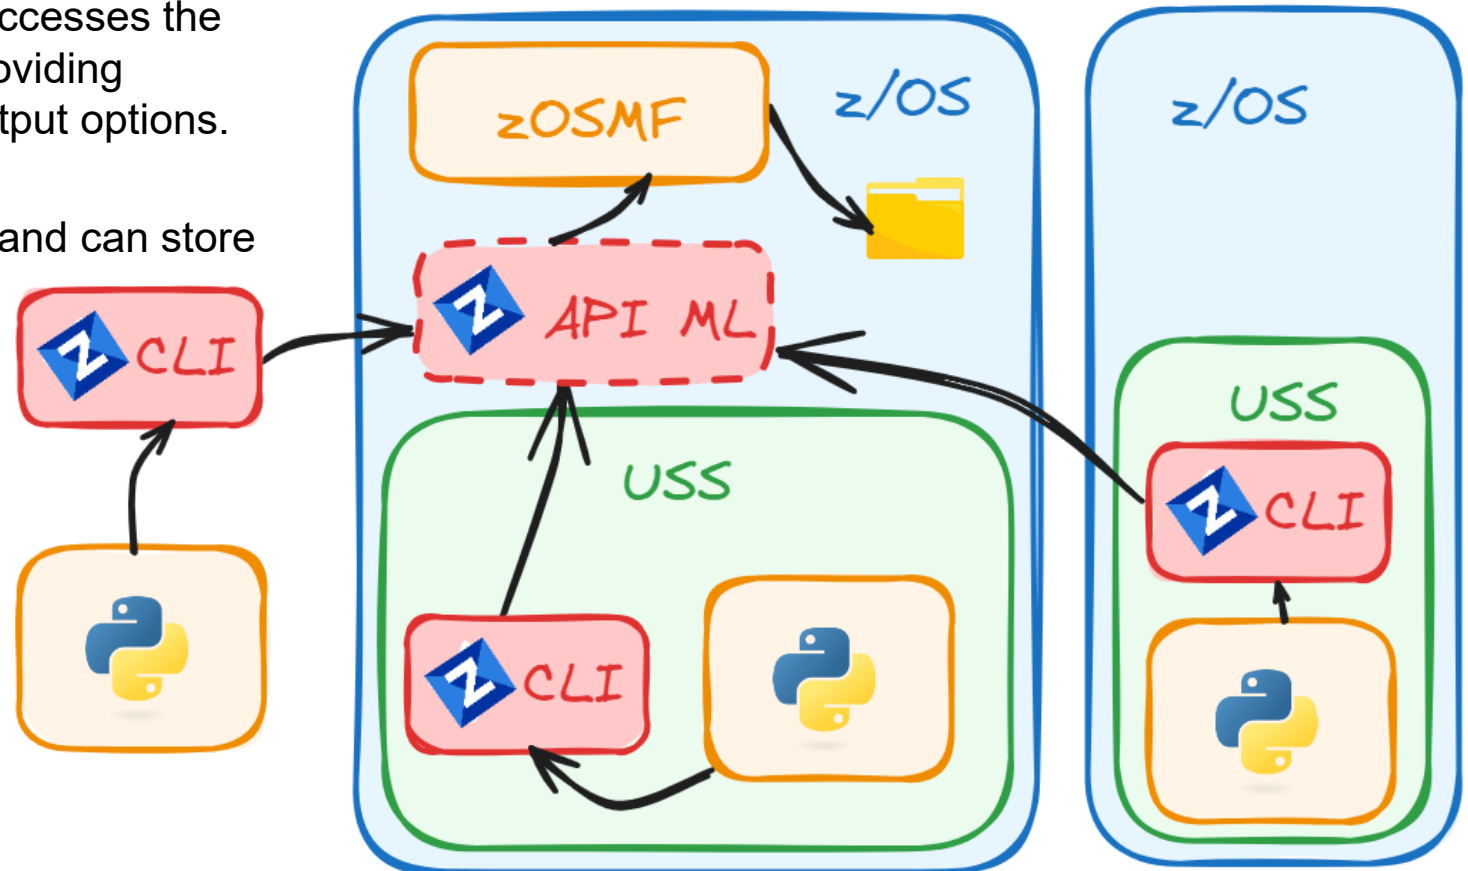 ccesses the
oviding
tput options.
and can store
zOSMF
z/OS
z/OS
API ML
CLI
USS
USS
CLI
CLI